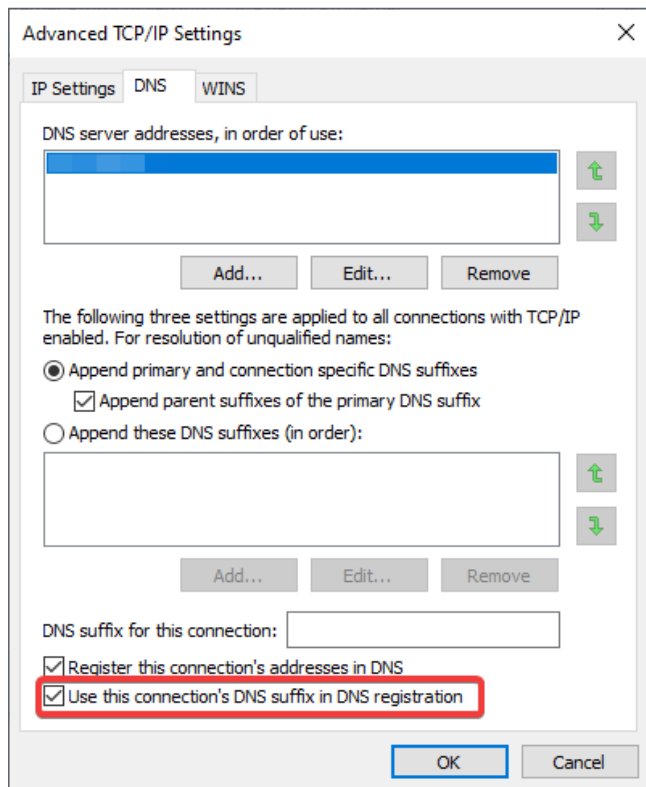 Advanced TCP/IP Settings
IP Settings DNS WINS
DNS server addresses, in order of use:
Add... Edit... Remove
The following three settings are applied to all connections with TCP/IP
enabled. For resolution of unqualified names:
Append primary and connection specific DNS suffixes
Append parent suffixes of the primary DNS suffix
Append these DNS suffixes (in order):
Add... Edit... Remove
DNS suffix for this connection:
Register this connection's addresses in DNS
Use this connection's DNS suffix in DNS registration
OK Cancel